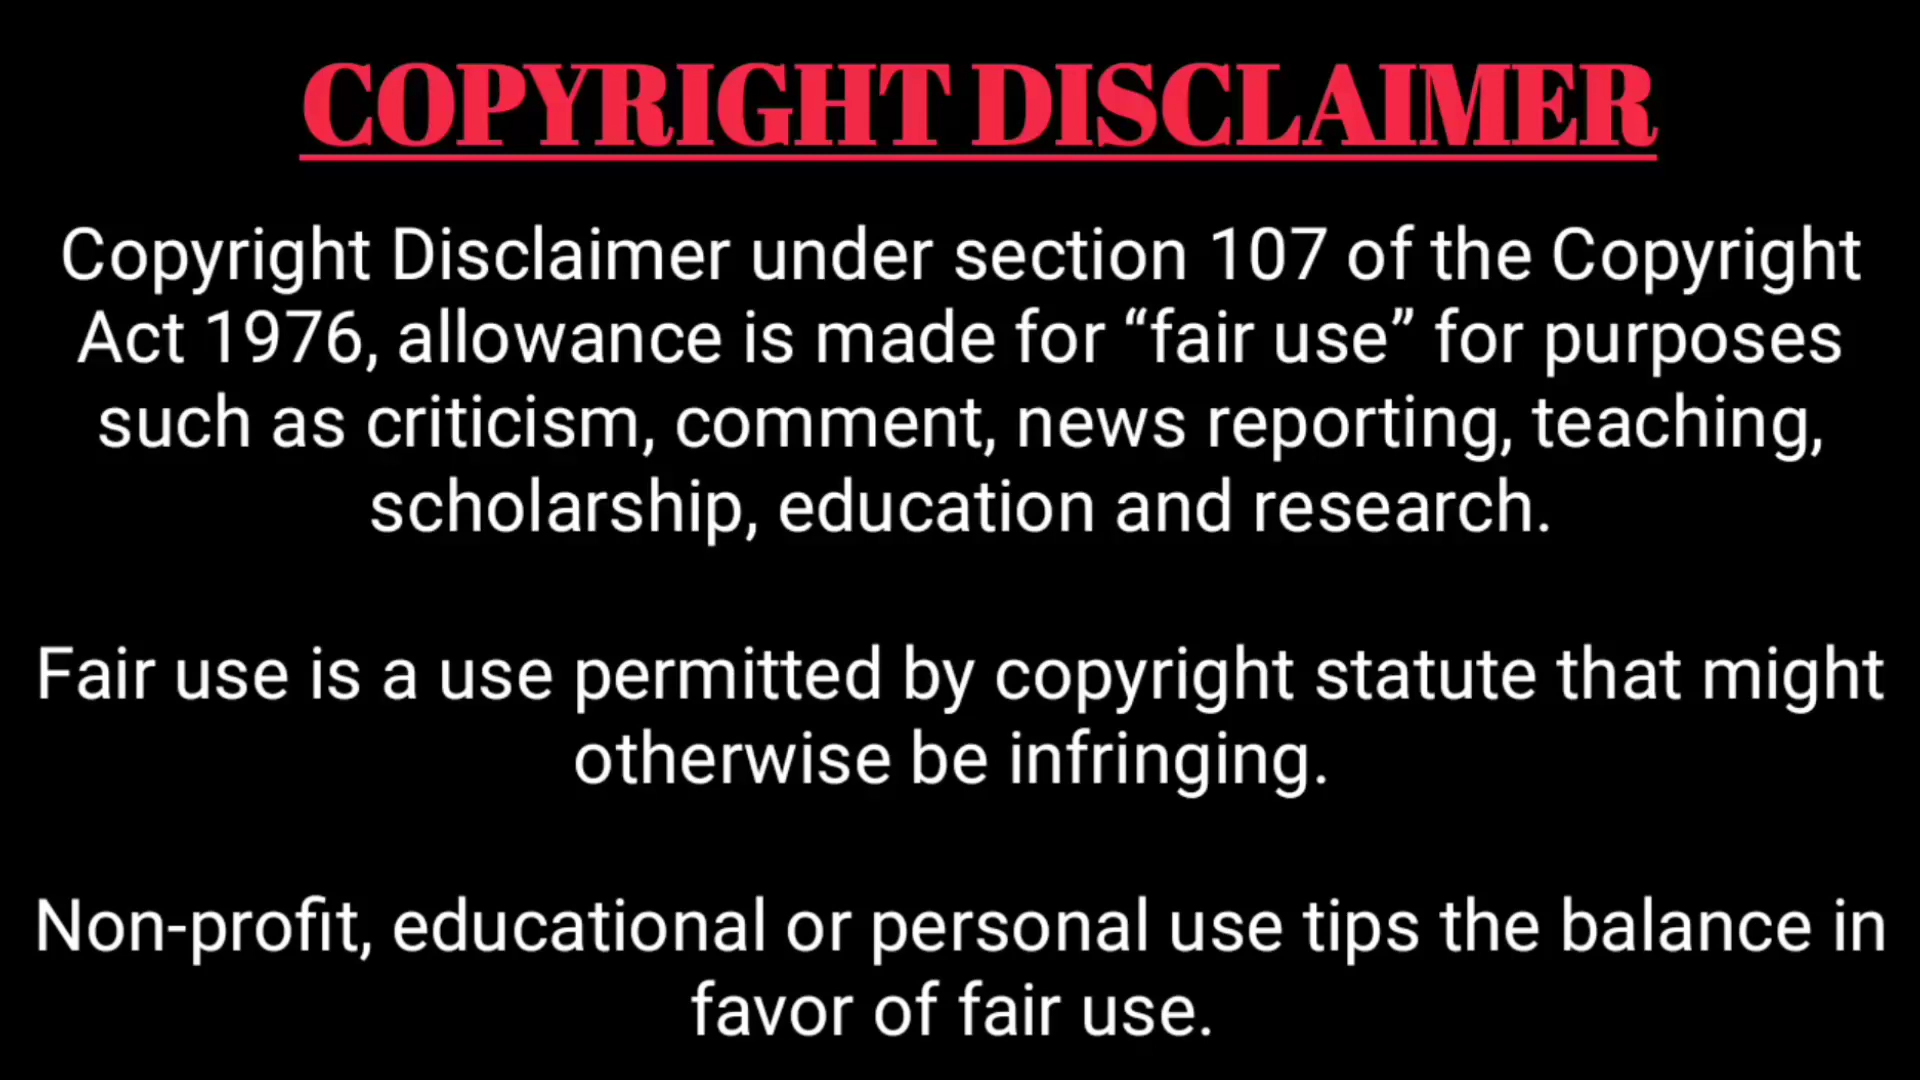 COPYRIGHT DISCLAIMER
Copyright Disclaimer under section 107 of the Copyright
Act 1976, allowance is made for “fair use” for purposes
such as criticism, comment, news reporting, teaching,
scholarship, education and research.
Fair use is a use permitted by copyright statute that might
otherwise be infringing.
Non-profit, educational or personal use tips the balance in
favor of fair use.